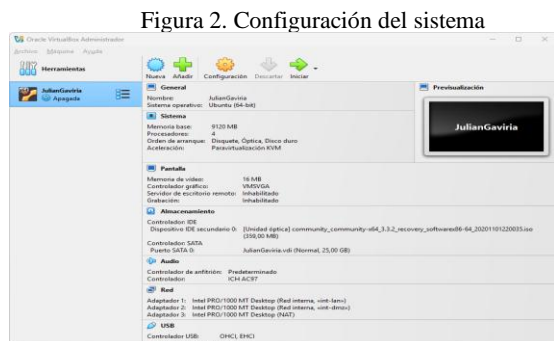 Figura 2. Configuración del sistema
Oracle VirtualBox Administrador
Archivo Máquina Ayuda
Herramientas
Nueva Añadir Configuración Descartar Iniciar
JulianGaviria
Apagada
General
Nombre: JulianGaviria
Sistema operativo: Ubuntu (64-bit)
Previsualización
JulianGaviria
Sistema
Memoria base: 9120 MB
Procesadores: 4
Orden de arranque: Disquete, Óptica, Disco duro
Aceleración: Paravirtualización KVM
Pantalla
Memoria de vídeo: 16 MB
Controlador gráfico: VMSVGA
Servidor de escritorio remoto: Inhabilitado
Grabación: Inhabilitado
Almacenamiento
Controlador: IDE
Dispositivo IDE secundario 0: [Unidad óptica] community_community-x64_3.3.2_recovery_softwarex86-64_20201101220035.iso (359,00 MB)
Controlador: SATA
Puerto SATA 0: JulianGaviria.vdi (Normal, 25,00 GB)
Audio
Controlador de anfitrión: Predeterminado
Controlador: ICH AC97
Red
Adaptador 1: Intel PRO/1000 MT Desktop (Red interna, «int-lan»)
Adaptador 2: Intel PRO/1000 MT Desktop (Red interna, «int-dmz»)
Adaptador 3: Intel PRO/1000 MT Desktop (NAT)
USB
Controlador USB: OHCI, EHCI